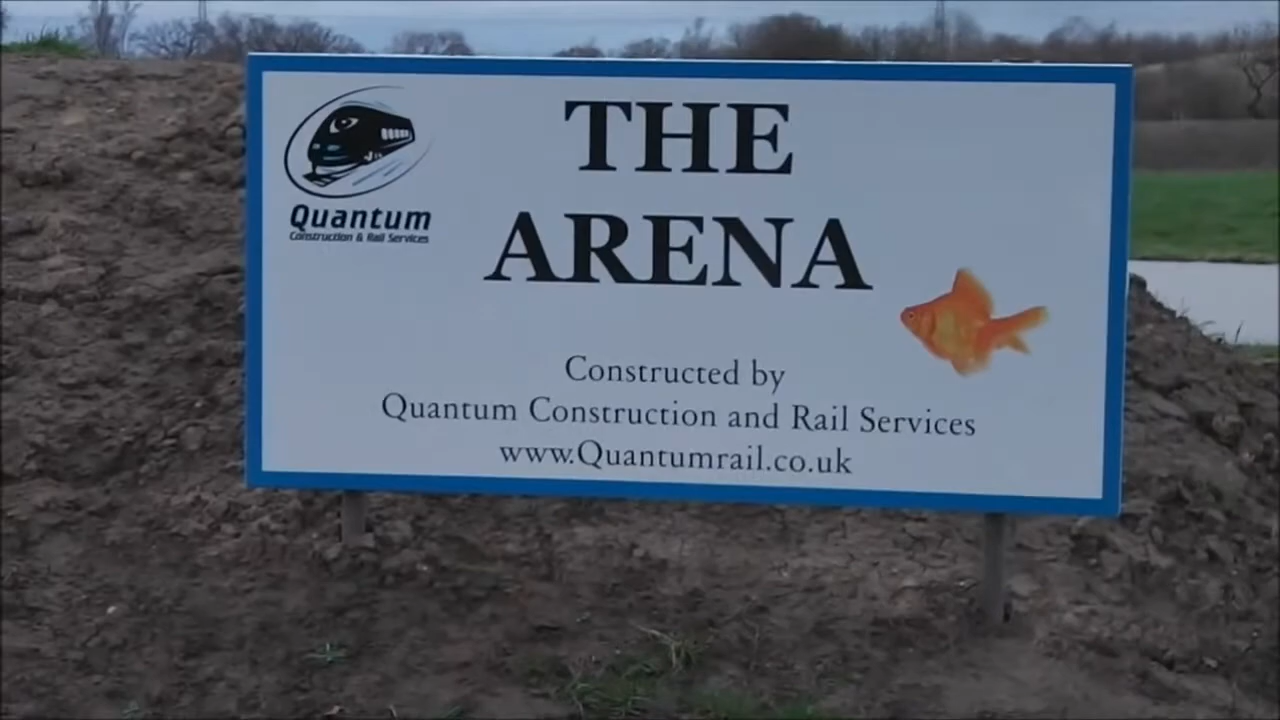 Quantum
Construction & Rail Services
THE
ARENA
Constructed by
Quantum Construction and Rail Services
www.Quantumrail.co.uk